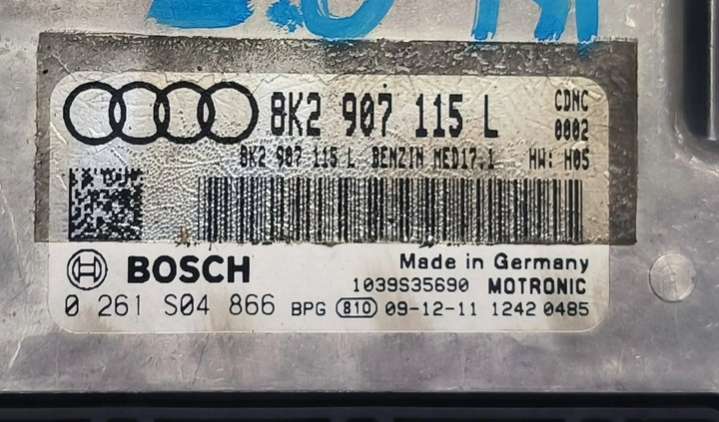 8K2 907 115 L CDNC
0002
8K2 907 115 L BENZIN MED17.1 HW: H05
BOSCH Made in Germany
1039S35690 MOTRONIC
0 261 S04 866 BPG 810 09-12-11 1242 0485